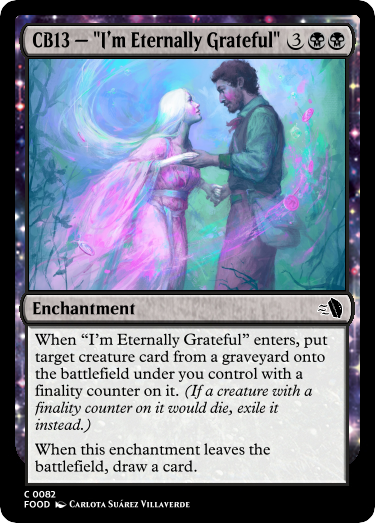 CB13 — "I'm Eternally Grateful" 3
Enchantment
When “I’m Eternally Grateful” enters, put
target creature card from a graveyard onto
the battlefield under you control with a
finality counter on it. (If a creature with a
finality counter on it would die, exile it
instead.)
When this enchantment leaves the
battlefield, draw a card.
C 0082
FOOD Carlota Suárez Villaverde